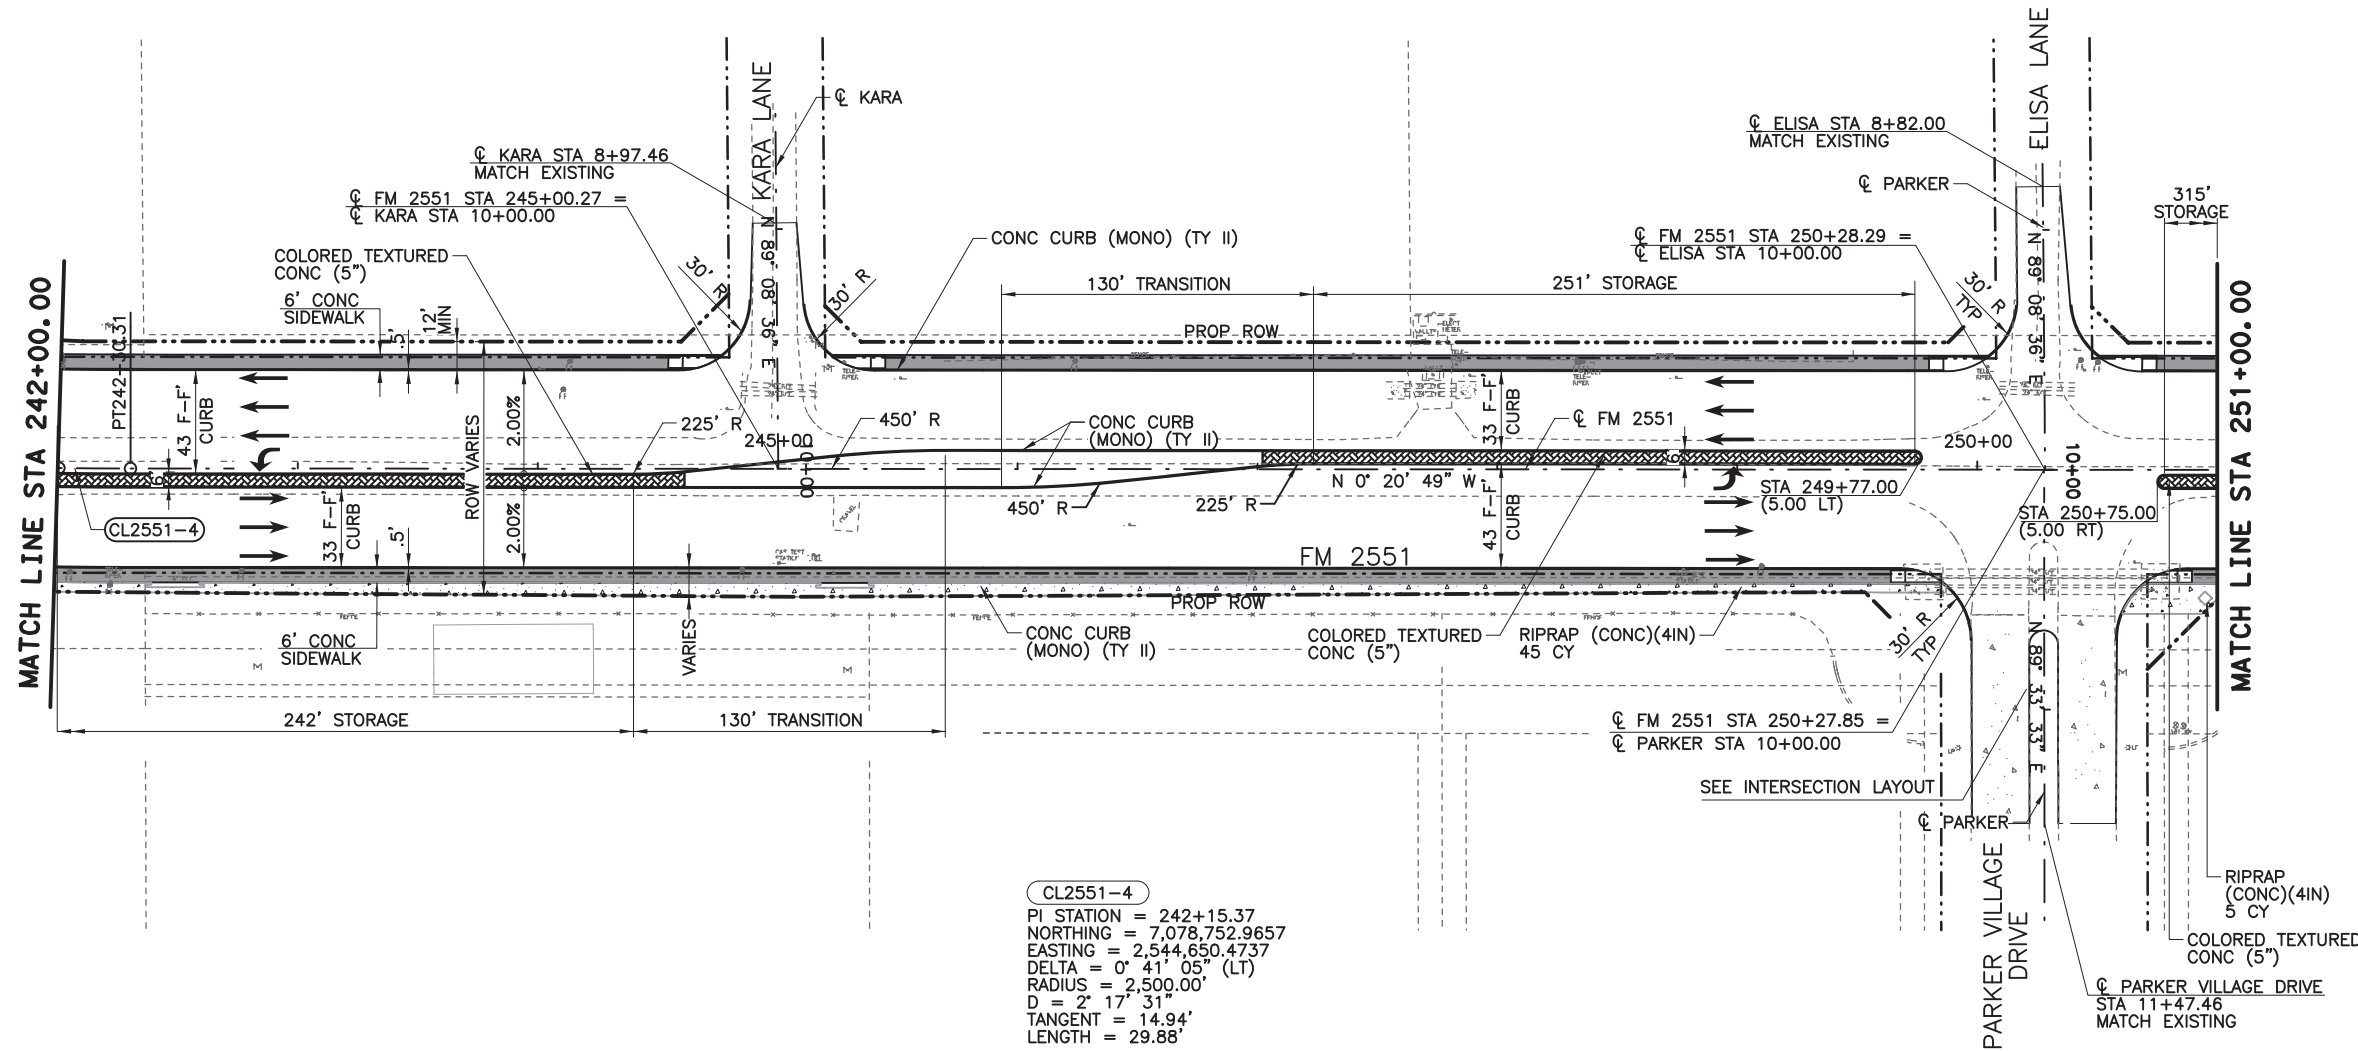 MATCH LINE STA 242+00.00
KARA LANE
℄ KARA
℄ KARA STA 8+97.46
MATCH EXISTING
℄ FM 2551 STA 245+00.27 =
℄ KARA STA 10+00.00
COLORED TEXTURED
CONC (5")
6' CONC
SIDEWALK
.5'
12'
MIN
30' R
30' R
N 89° 08' 36" E
CONC CURB (MONO) (TY II)
130' TRANSITION
251' STORAGE
PROP ROW
℄ ELISA STA 8+82.00
MATCH EXISTING
ELISA LANE
℄ PARKER
℄ FM 2551 STA 250+28.29 =
℄ ELISA STA 10+00.00
30' R
TYP
N 89° 08' 36" E
315'
STORAGE
MATCH LINE STA 251+00.00
43 F-F'
CURB
ROW VARIES
2.00%
225' R
245+00
450' R
CONC CURB
(MONO) (TY II)
33 F-F'
CURB
℄ FM 2551
250+00
10+00
6'
6'
N 0° 20' 49" W
STA 249+77.00
(5.00 LT)
STA 250+75.00
(5.00 RT)
CL2551-4
33 F-F'
CURB
.5'
2.00%
450' R
225' R
43 F-F'
CURB
FM 2551
PROP ROW
6' CONC
SIDEWALK
VARIES
CONC CURB
(MONO) (TY II)
COLORED TEXTURED
CONC (5")
RIPRAP (CONC)(4IN)
45 CY
30' R
TYP
N 89° 33' 33" E
242' STORAGE
130' TRANSITION
℄ FM 2551 STA 250+27.85 =
℄ PARKER STA 10+00.00
SEE INTERSECTION LAYOUT
℄ PARKER
PARKER VILLAGE
DRIVE
RIPRAP
(CONC)(4IN)
5 CY
COLORED TEXTURED
CONC (5")
℄ PARKER VILLAGE DRIVE
STA 11+47.46
MATCH EXISTING
CL2551-4
PI STATION = 242+15.37
NORTHING = 7,078,752.9657
EASTING = 2,544,650.4737
DELTA = 0° 41' 05" (LT)
RADIUS = 2,500.00'
D = 2° 17' 31"
TANGENT = 14.94'
LENGTH = 29.88'